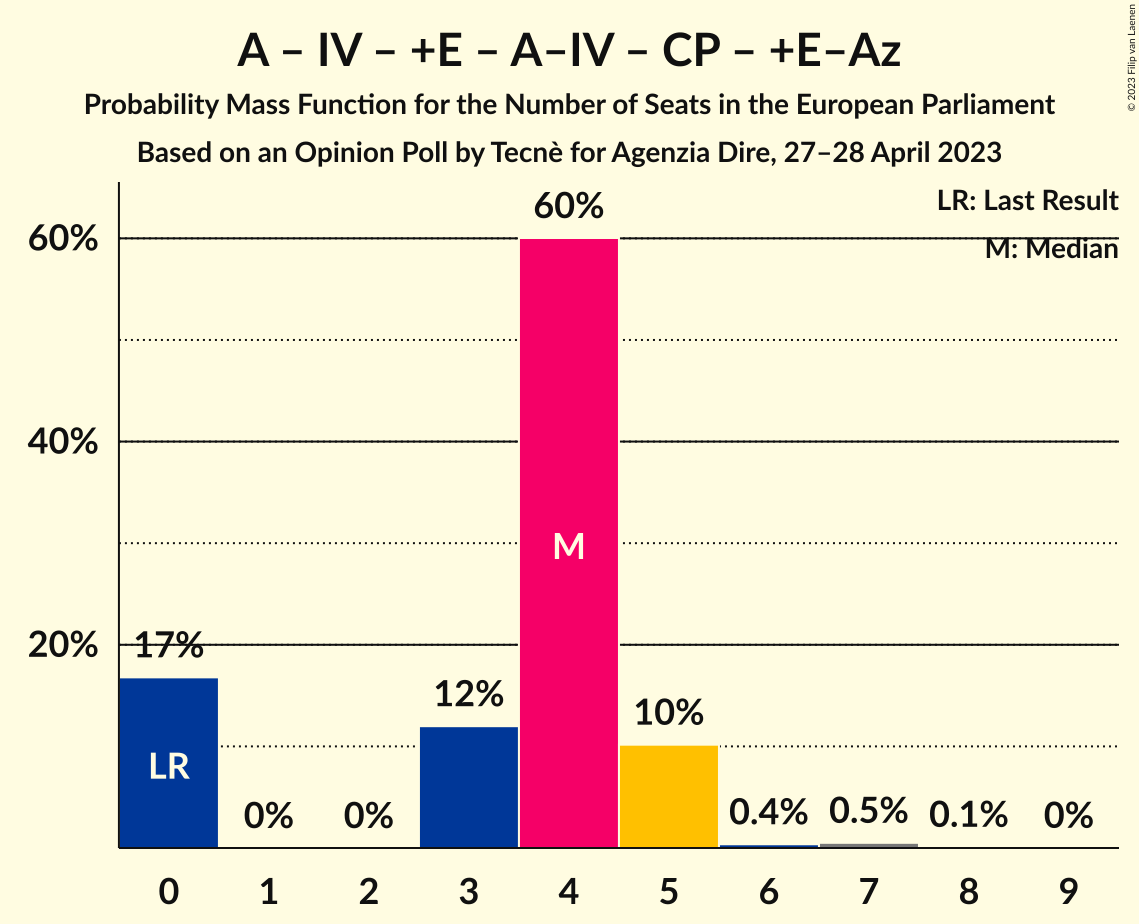 A – IV – +E – A–IV – CP – +E–Az
Probability Mass Function for the Number of Seats in the European Parliament
Based on an Opinion Poll by Tecnè for Agenzia Dire, 27–28 April 2023
© 2023 Filip van Laenen
LR: Last Result
M: Median
60%
40%
20%
17%
0%
0%
12%
60%
10%
0.4%
0.5%
0.1%
0%
LR
M
0 1 2 3 4 5 6 7 8 9